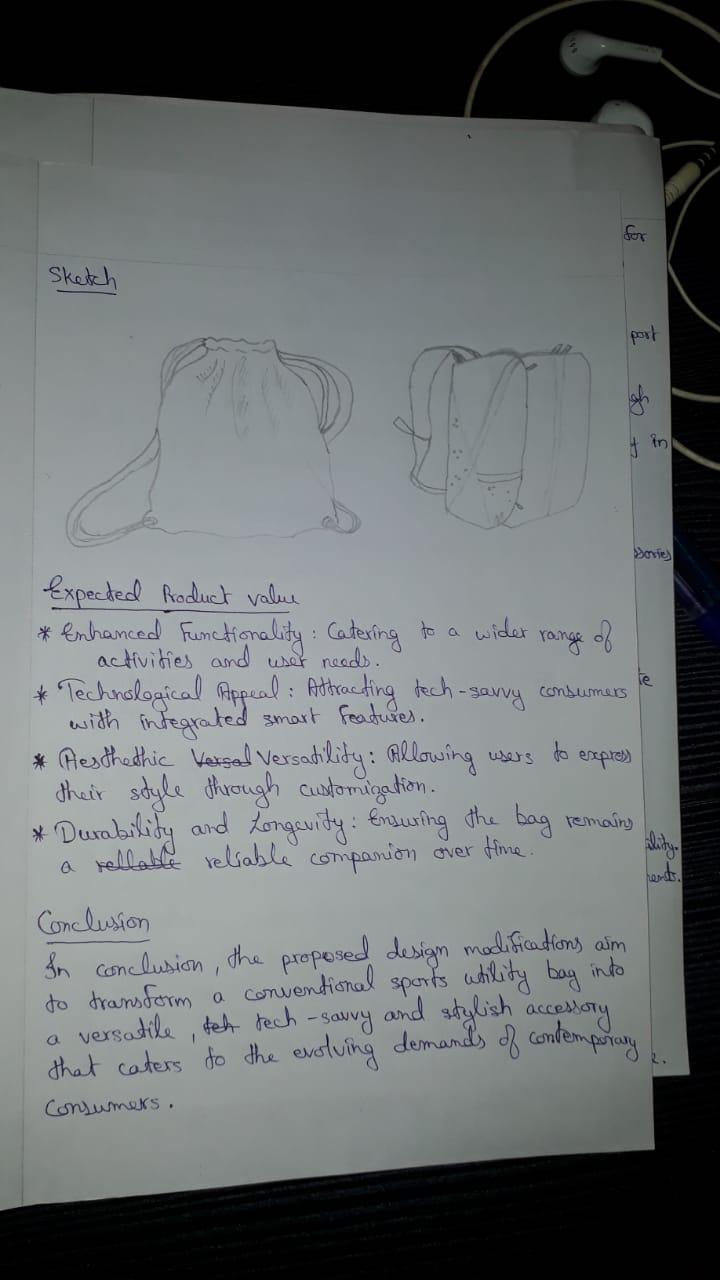 Sketch
Expected Product value
* Enhanced Functionality: Catering to a wider range of
activities and user needs.
* Technological Appeal: Attracting tech-savvy consumers
with integrated smart features.
* Aesthethic Versal Versatility: Allowing users to express
their style through customization.
* Durability and Longevity: Ensuring the bag remains
a rellable reliable companion over time.
Conclusion
In conclusion, the proposed design modifications aim
to transform a conventional sports utility bag into
a versatile, teh tech-savvy and stylish accessory
that caters to the evolving demands of contemporary
consumers.
for
port
gh
in
ssories
te
ility.
ments.